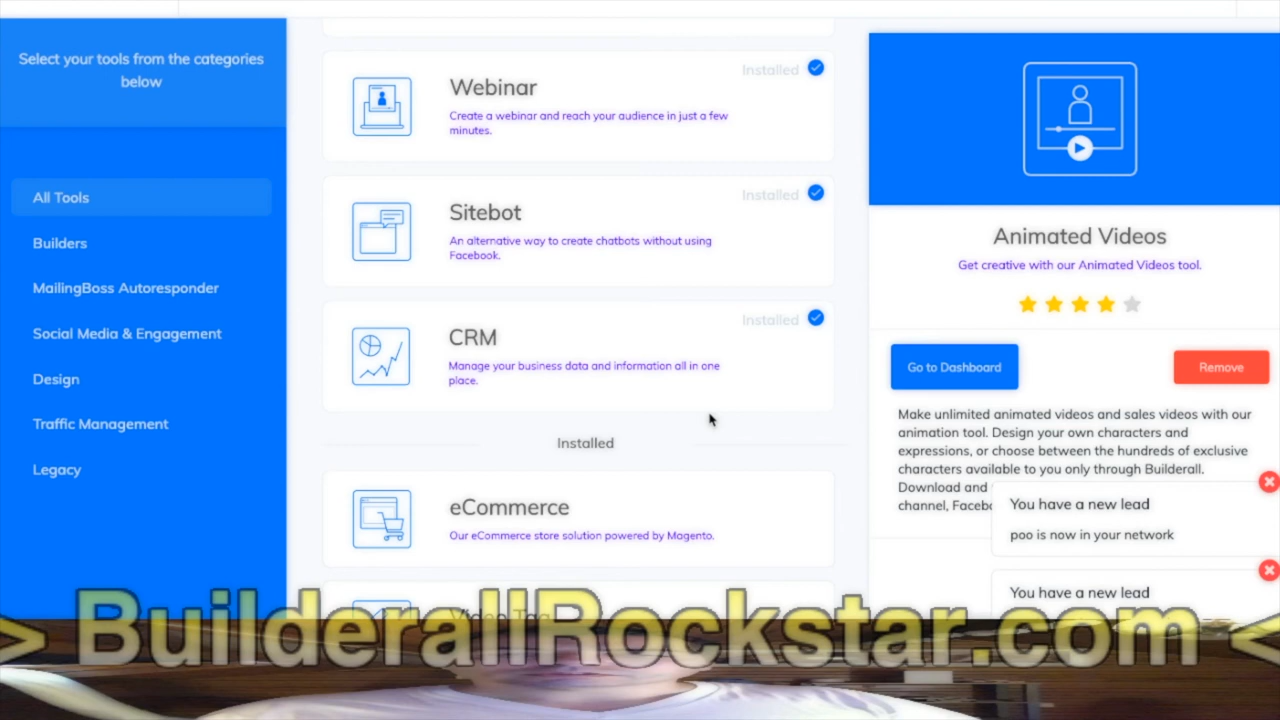 Select your tools from the categories
below
All Tools
Builders
MailingBoss Autoresponder
Social Media & Engagement
Design
Traffic Management
Legacy
Installed
Webinar
Create a webinar and reach your audience in just a few
minutes.
Installed
Sitebot
An alternative way to create chatbots without using
Facebook.
Installed
CRM
Manage your business data and information all in one
place.
Installed
eCommerce
Our eCommerce store solution powered by Magento.
Video Tag
Animated Videos
Get creative with our Animated Videos tool.
Go to Dashboard
Remove
Make unlimited animated videos and sales videos with our
animation tool. Design your own characters and
expressions, or choose between the hundreds of exclusive
characters available to you only through Builderall.
Download and
channel, Facebo
You have a new lead
poo is now in your network
You have a new lead
> BuilderallRockstar.com <